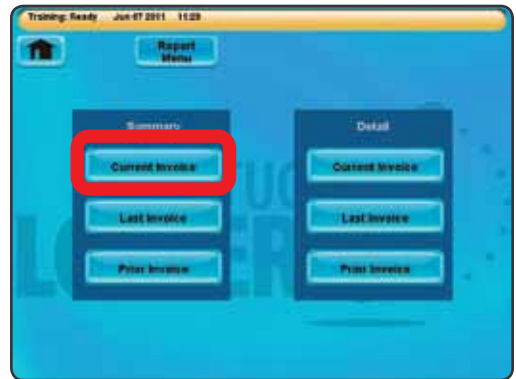 Training: Ready Jun 07 2011 11:29
Report
Menu
Summary
Detail
Current Invoice
Current Invoice
Last Invoice
Last Invoice
Prior Invoice
Prior Invoice